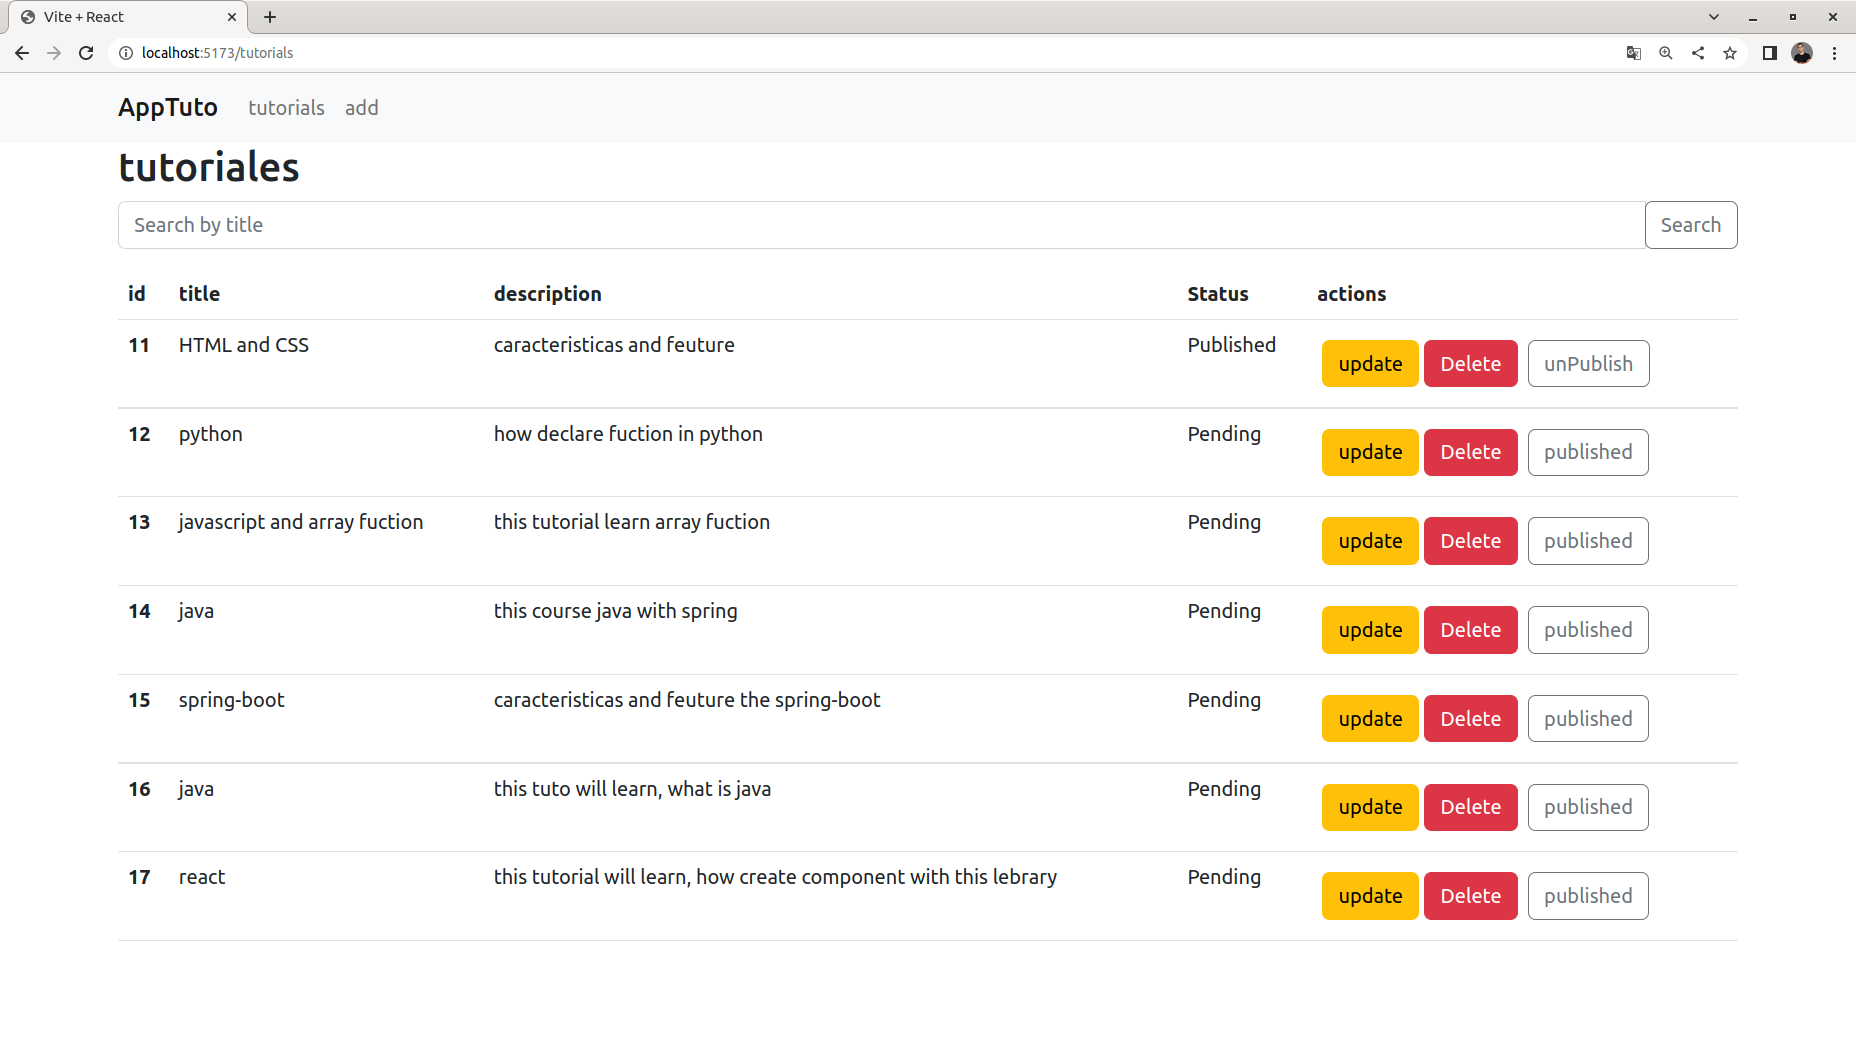 Vite + React
localhost:5173/tutorials
AppTuto tutorials add
tutoriales
Search by title Search
id title description Status actions
11 HTML and CSS caracteristicas and feuture Published update Delete unPublish
12 python how declare fuction in python Pending update Delete published
13 javascript and array fuction this tutorial learn array fuction Pending update Delete published
14 java this course java with spring Pending update Delete published
15 spring-boot caracteristicas and feuture the spring-boot Pending update Delete published
16 java this tuto will learn, what is java Pending update Delete published
17 react this tutorial will learn, how create component with this lebrary Pending update Delete published